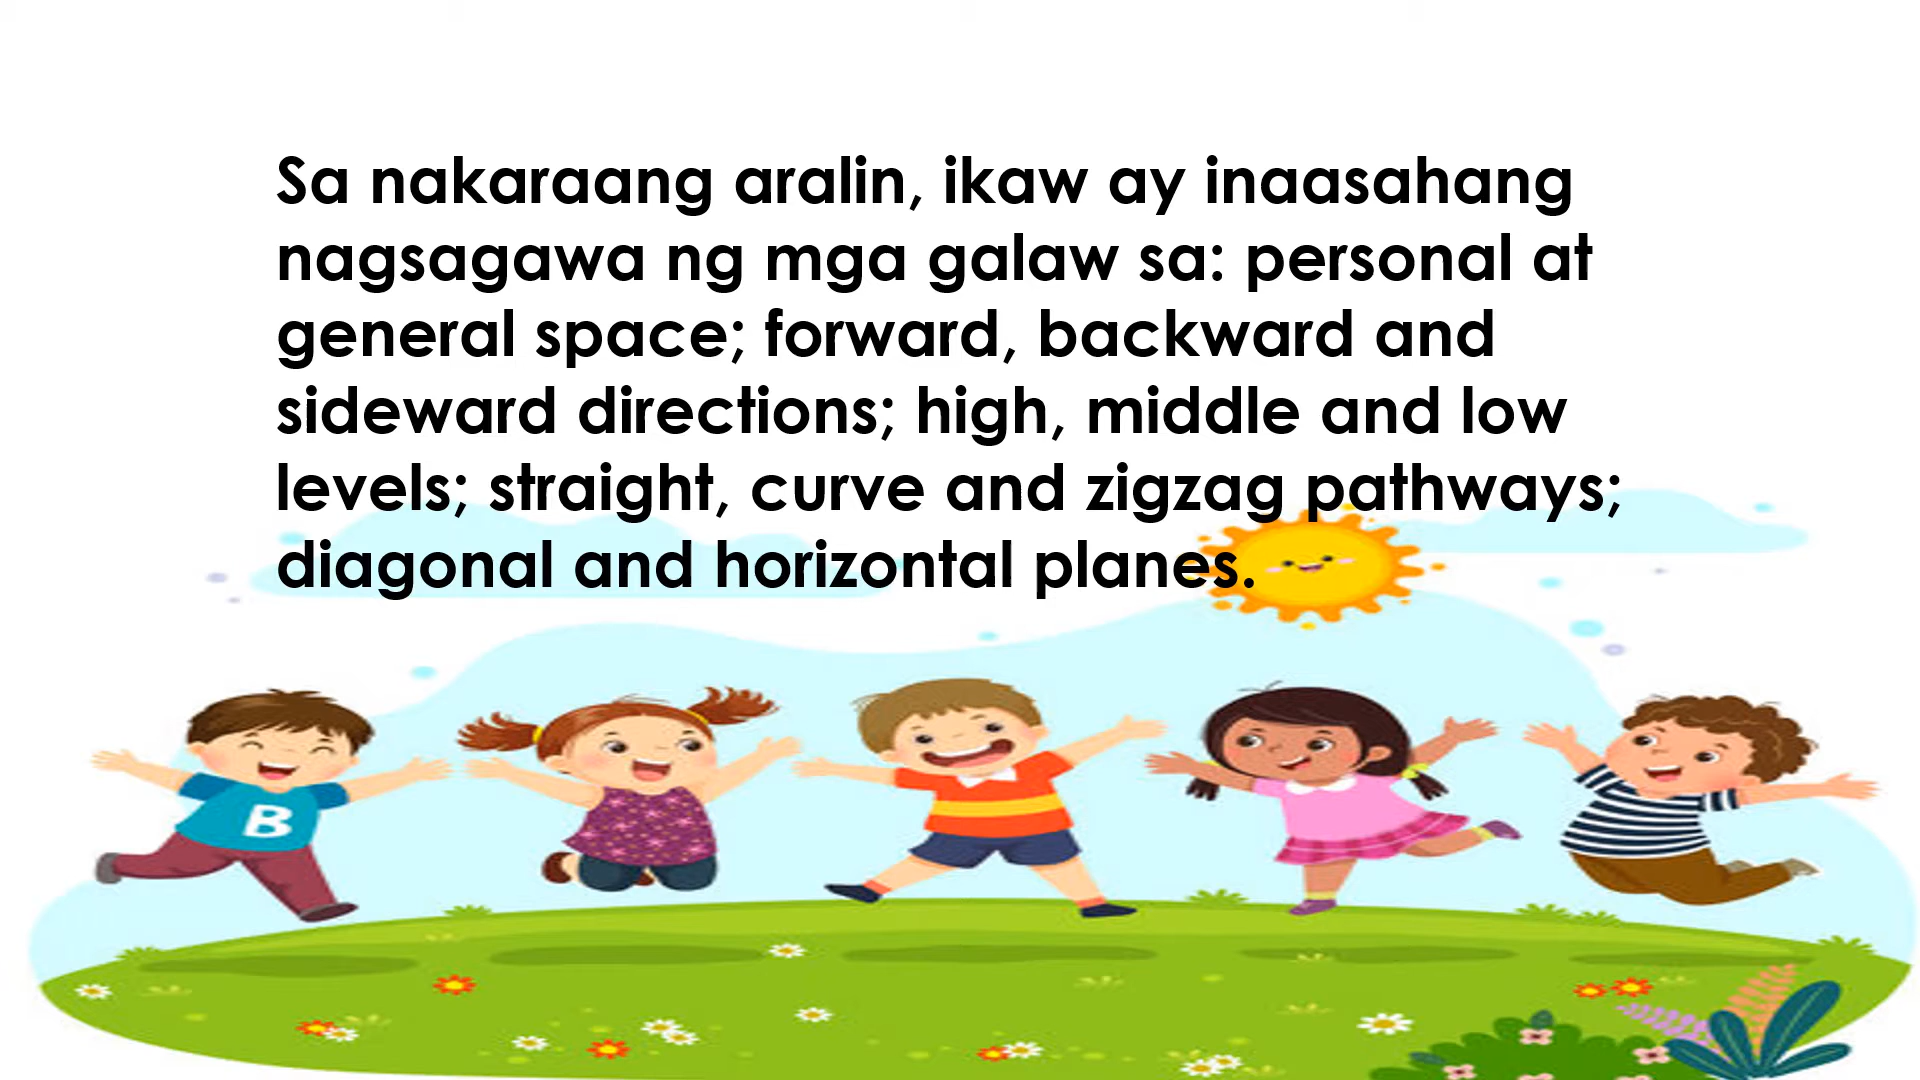 Sa nakaraang aralin, ikaw ay inaasahang
nagsagawa ng mga galaw sa: personal at
general space; forward, backward and
sideward directions; high, middle and low
levels; straight, curve and zigzag pathways;
diagonal and horizontal planes.
B